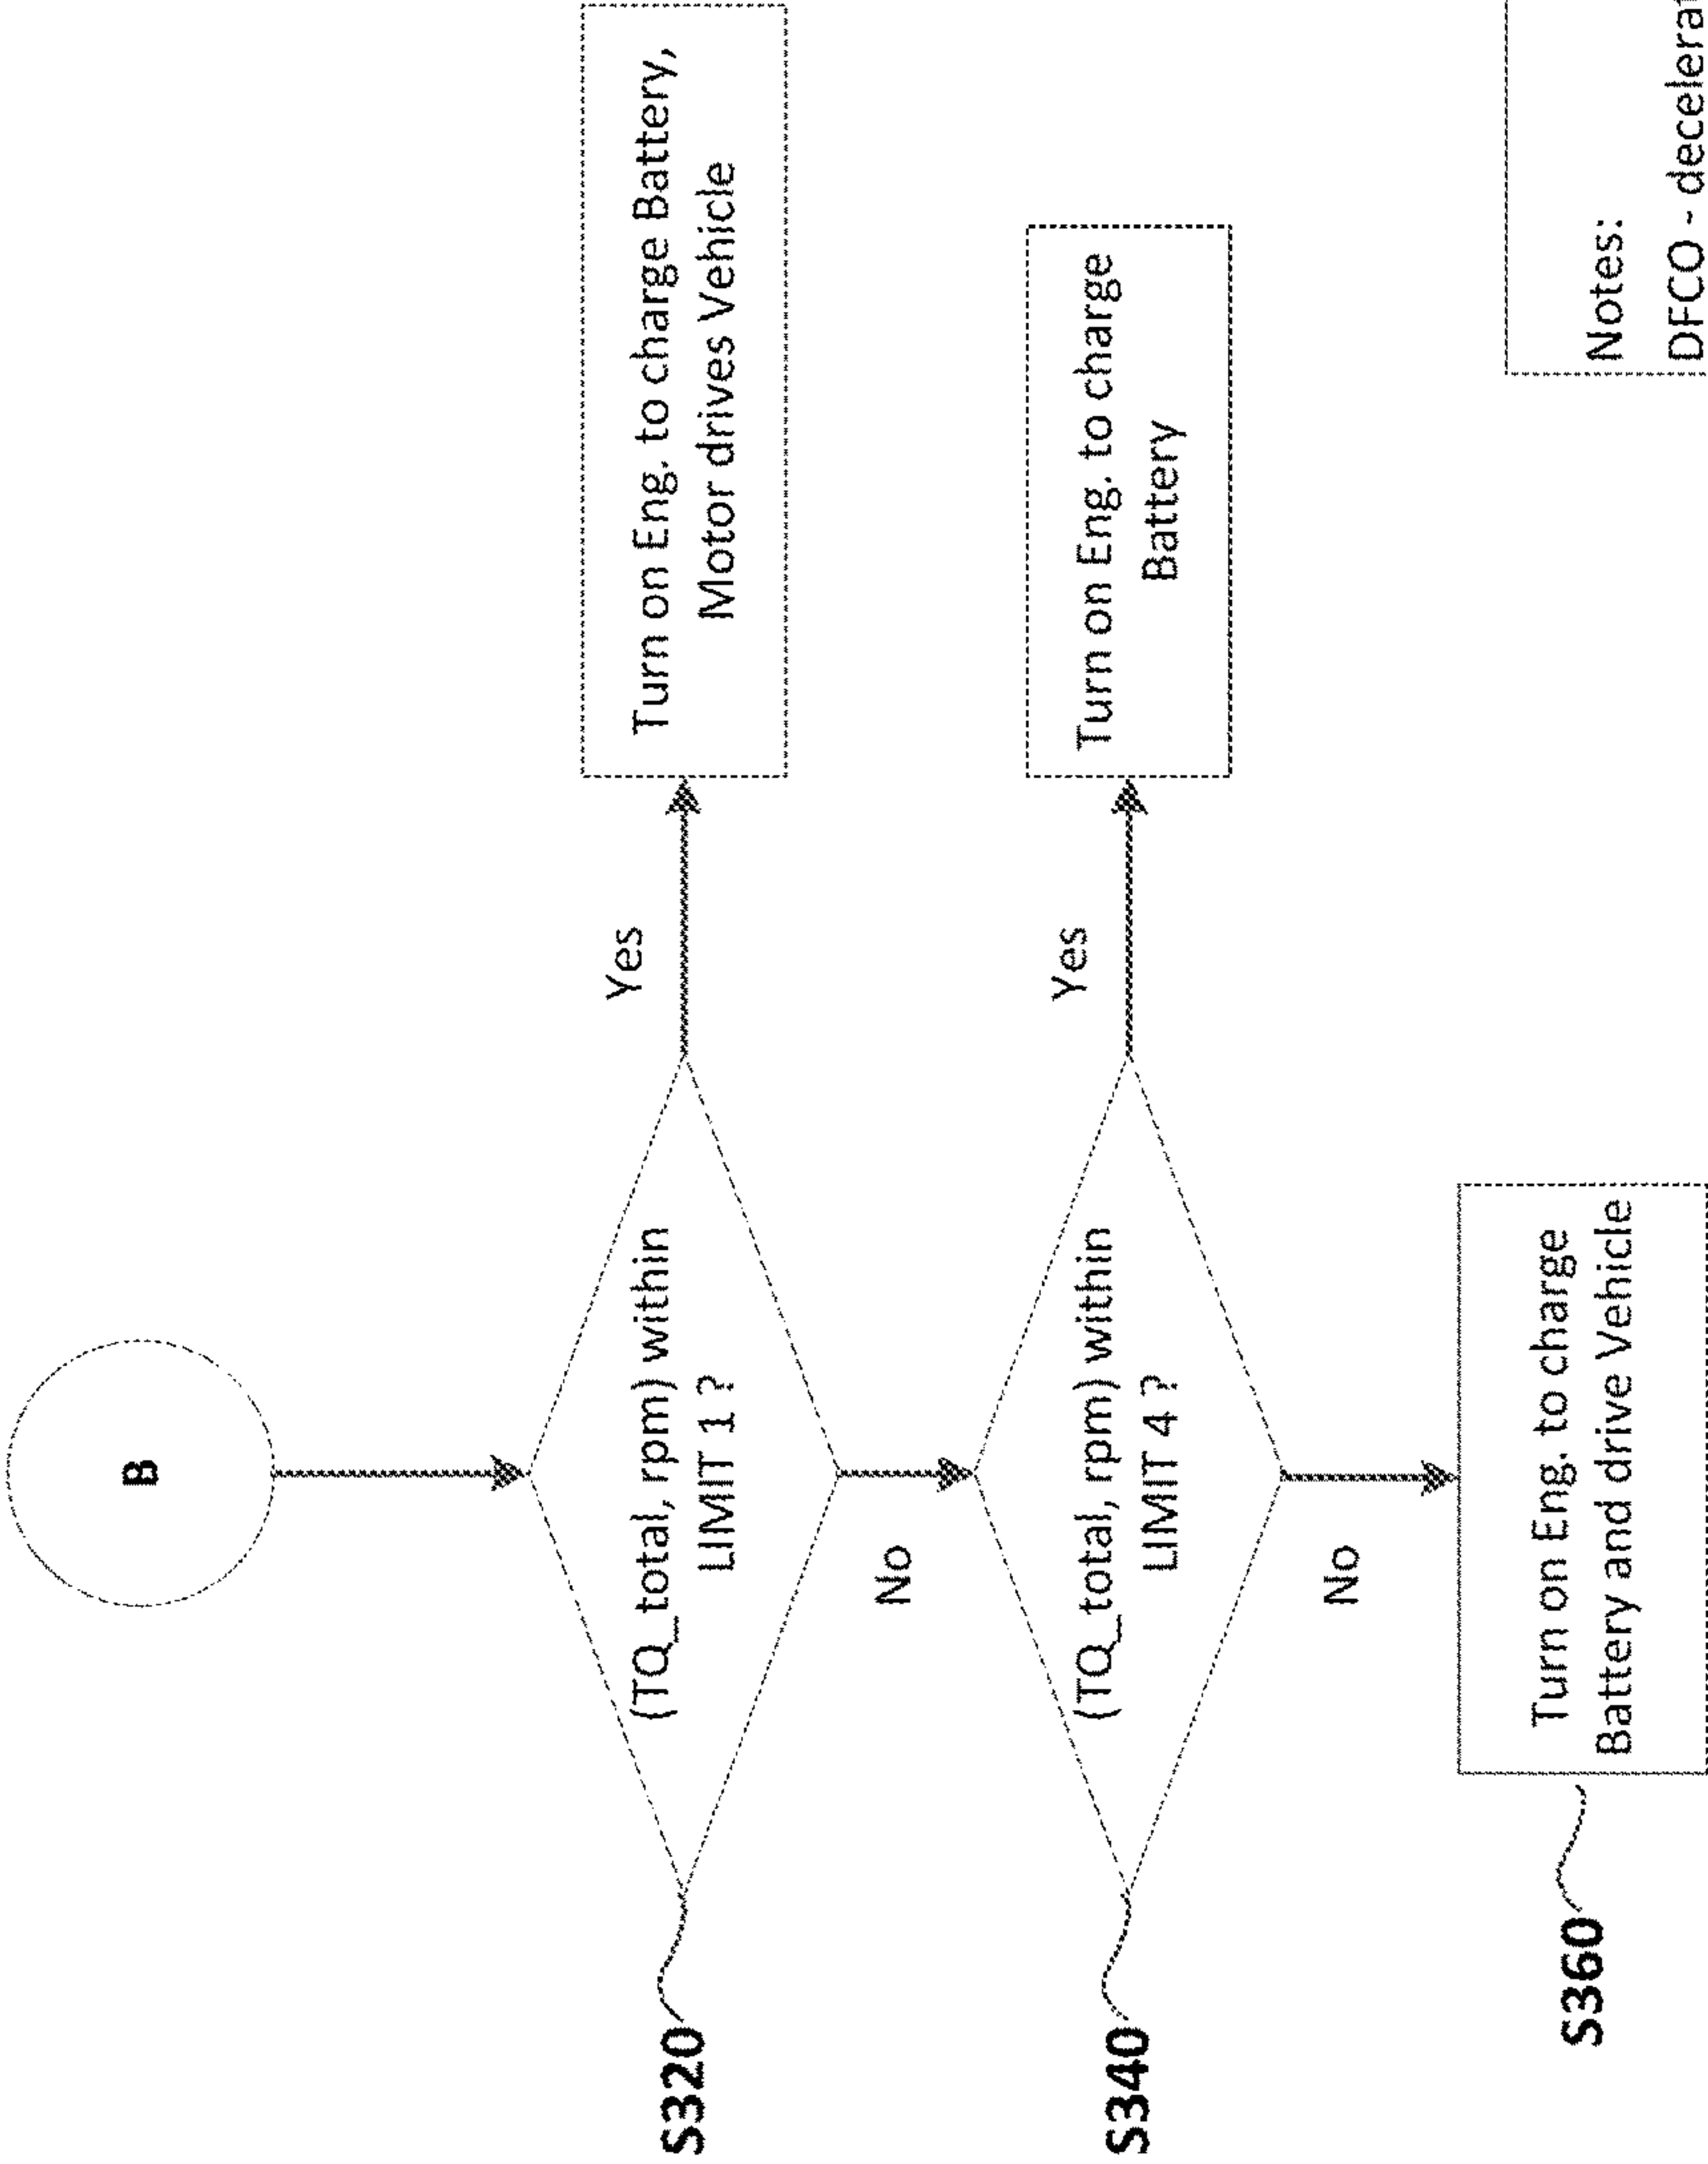 B
S320
(TQ_total, rpm) within
LIMIT 1 ?
Yes
Turn on Eng. to charge Battery,
Motor drives Vehicle
No
S340
(TQ_total, rpm) within
LIMIT 4 ?
Yes
Turn on Eng. to charge
Battery
No
S360
Turn on Eng. to charge
Battery and drive Vehicle
Notes:
DFCO -